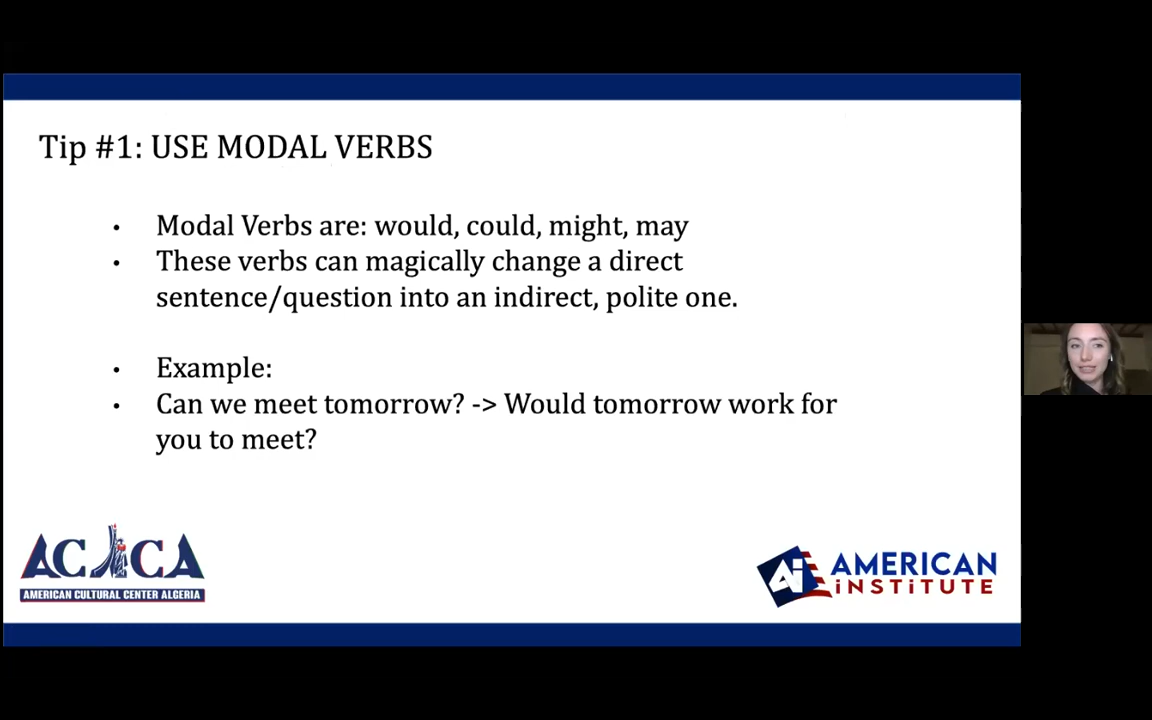 Tip #1: USE MODAL VERBS
• Modal Verbs are: would, could, might, may
• These verbs can magically change a direct
sentence/question into an indirect, polite one.
• Example:
• Can we meet tomorrow? -> Would tomorrow work for
you to meet?
ACCA
AMERICAN CULTURAL CENTER ALGERIA
Ai AMERICAN
iNSTiTUTE